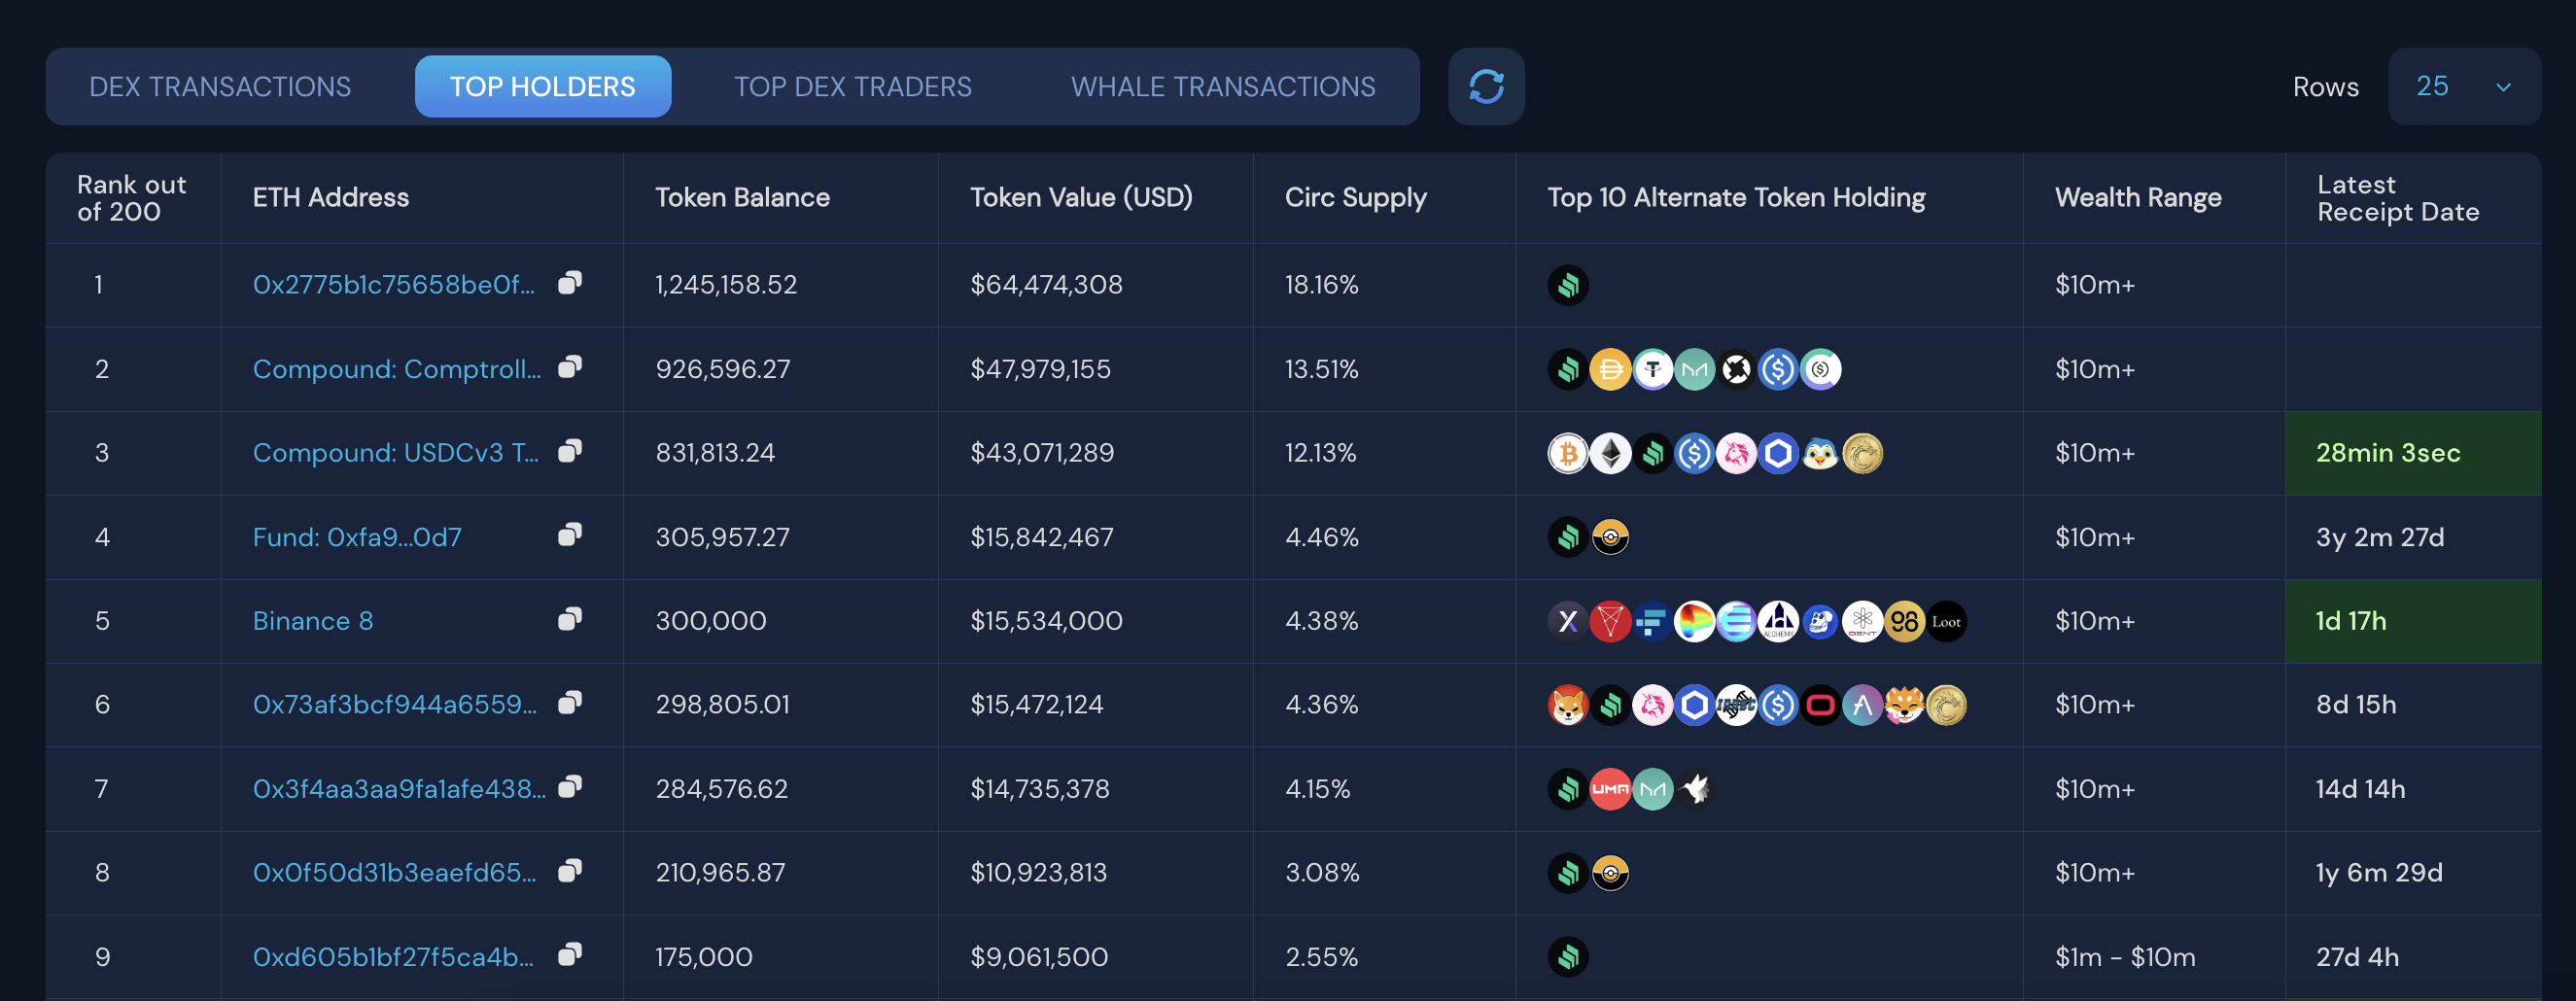 DEX TRANSACTIONS TOP HOLDERS TOP DEX TRADERS WHALE TRANSACTIONS Rows 25
Rank out of 200 ETH Address Token Balance Token Value (USD) Circ Supply Top 10 Alternate Token Holding Wealth Range Latest Receipt Date
1 0x2775b1c75658be0f... 1,245,158.52 $64,474,308 18.16% $10m+
2 Compound: Comptroll... 926,596.27 $47,979,155 13.51% $10m+
3 Compound: USDCv3 T... 831,813.24 $43,071,289 12.13% $10m+ 28min 3sec
4 Fund: 0xfa9...0d7 305,957.27 $15,842,467 4.46% $10m+ 3y 2m 27d
5 Binance 8 300,000 $15,534,000 4.38% ALCHEMY DENT 98 Loot $10m+ 1d 17h
6 0x73af3bcf944a6559... 298,805.01 $15,472,124 4.36% $10m+ 8d 15h
7 0x3f4aa3aa9fa1afe438... 284,576.62 $14,735,378 4.15% UMA $10m+ 14d 14h
8 0x0f50d31b3eaefd65... 210,965.87 $10,923,813 3.08% $10m+ 1y 6m 29d
9 0xd605b1bf27f5ca4b... 175,000 $9,061,500 2.55% $1m - $10m 27d 4h